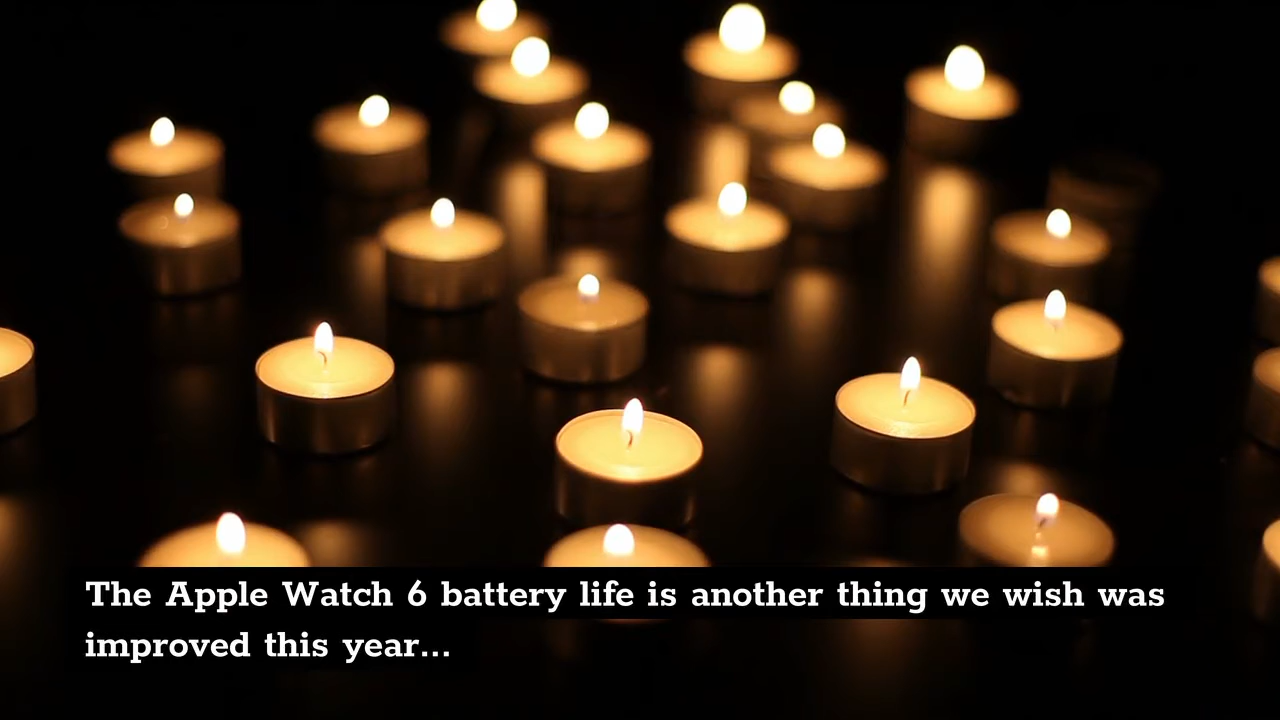 The Apple Watch 6 battery life is another thing we wish was
improved this year...